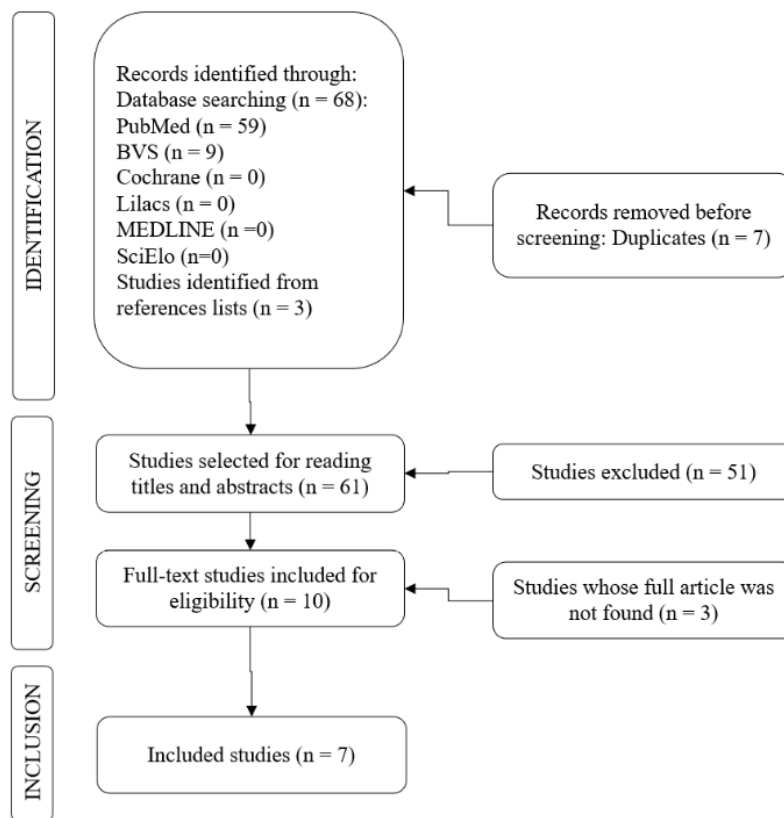 IDENTIFICATION
Records identified through:
Database searching (n = 68):
PubMed (n = 59)
BVS (n = 9)
Cochrane (n = 0)
Lilacs (n = 0)
MEDLINE (n =0)
SciElo (n=0)
Studies identified from
references lists (n = 3)
Records removed before
screening: Duplicates (n = 7)
SCREENING
Studies selected for reading
titles and abstracts (n = 61)
Studies excluded (n = 51)
Full-text studies included for
eligibility (n = 10)
Studies whose full article was
not found (n = 3)
INCLUSION
Included studies (n = 7)